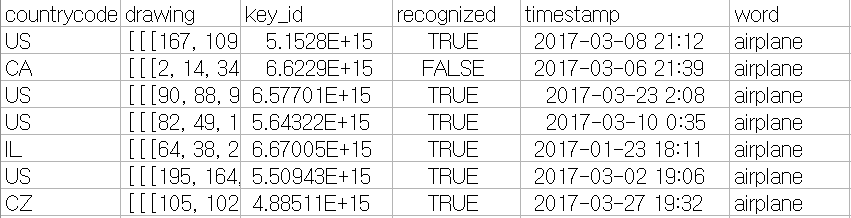 countrycode drawing key_id recognized timestamp word
US [[[167, 109 5.1528E+15 TRUE 2017-03-08 21:12 airplane
CA [[[2, 14, 34 6.6229E+15 FALSE 2017-03-06 21:39 airplane
US [[[90, 88, 9 6.57701E+15 TRUE 2017-03-23 2:08 airplane
US [[[82, 49, 1 5.64322E+15 TRUE 2017-03-10 0:35 airplane
IL [[[64, 38, 2 6.67005E+15 TRUE 2017-01-23 18:11 airplane
US [[[195, 164, 5.50943E+15 TRUE 2017-03-02 19:06 airplane
CZ [[[105, 102 4.88511E+15 TRUE 2017-03-27 19:32 airplane